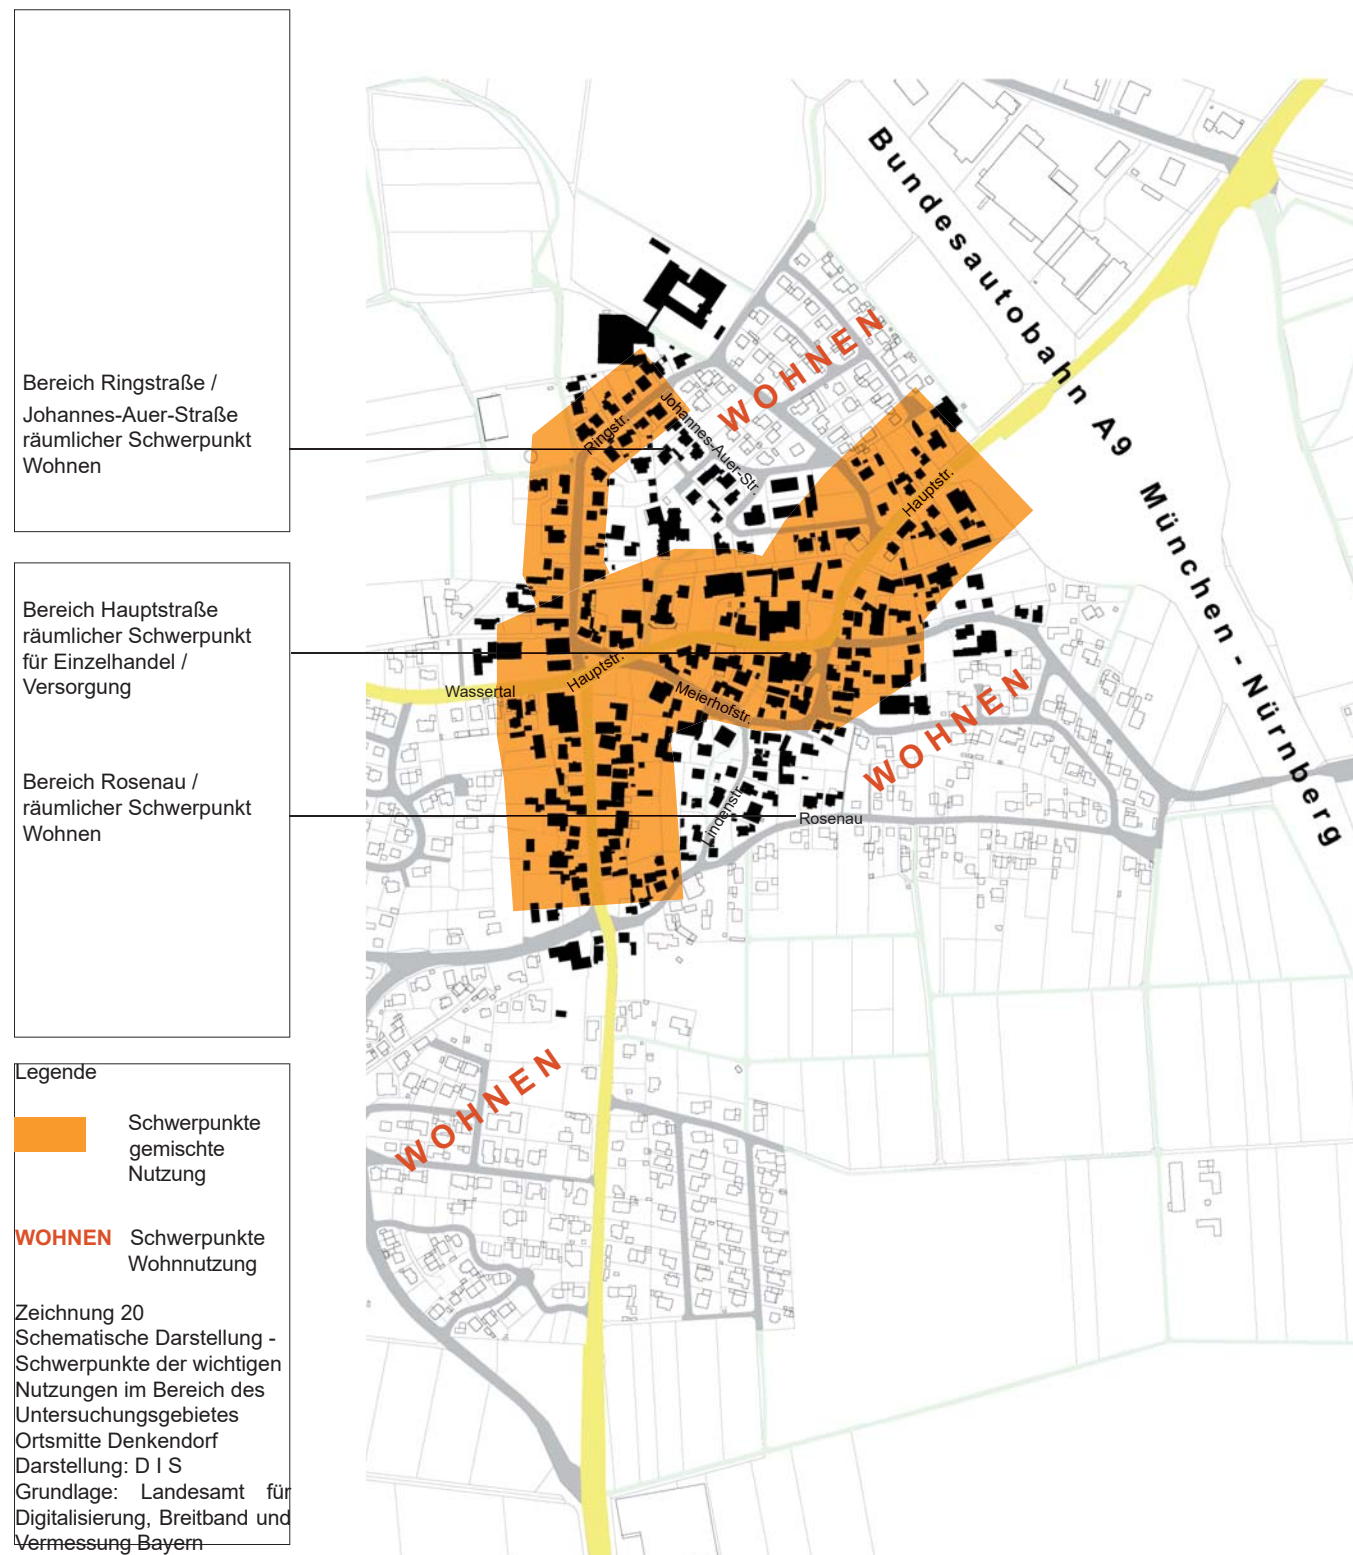 Bereich Ringstraße /
Johannes-Auer-Straße
räumlicher Schwerpunkt
Wohnen
Bereich Hauptstraße
räumlicher Schwerpunkt
für Einzelhandel /
Versorgung
Bereich Rosenau /
räumlicher Schwerpunkt
Wohnen
Legende
Schwerpunkte
gemischte
Nutzung
WOHNEN Schwerpunkte
Wohnnutzung
Zeichnung 20
Schematische Darstellung -
Schwerpunkte der wichtigen
Nutzungen im Bereich des
Untersuchungsgebietes
Ortsmitte Denkendorf
Darstellung: D I S
Grundlage: Landesamt für
Digitalisierung, Breitband und
Vermessung Bayern
Bundesautobahn A9 München - Nürnberg
WOHNEN
Johannes-Auer-Str.
Ringstr.
Hauptstr.
Hauptstr.
Wassertal
Meierhofstr.
WOHNEN
Lindenstr.
Rosenau
WOHNEN